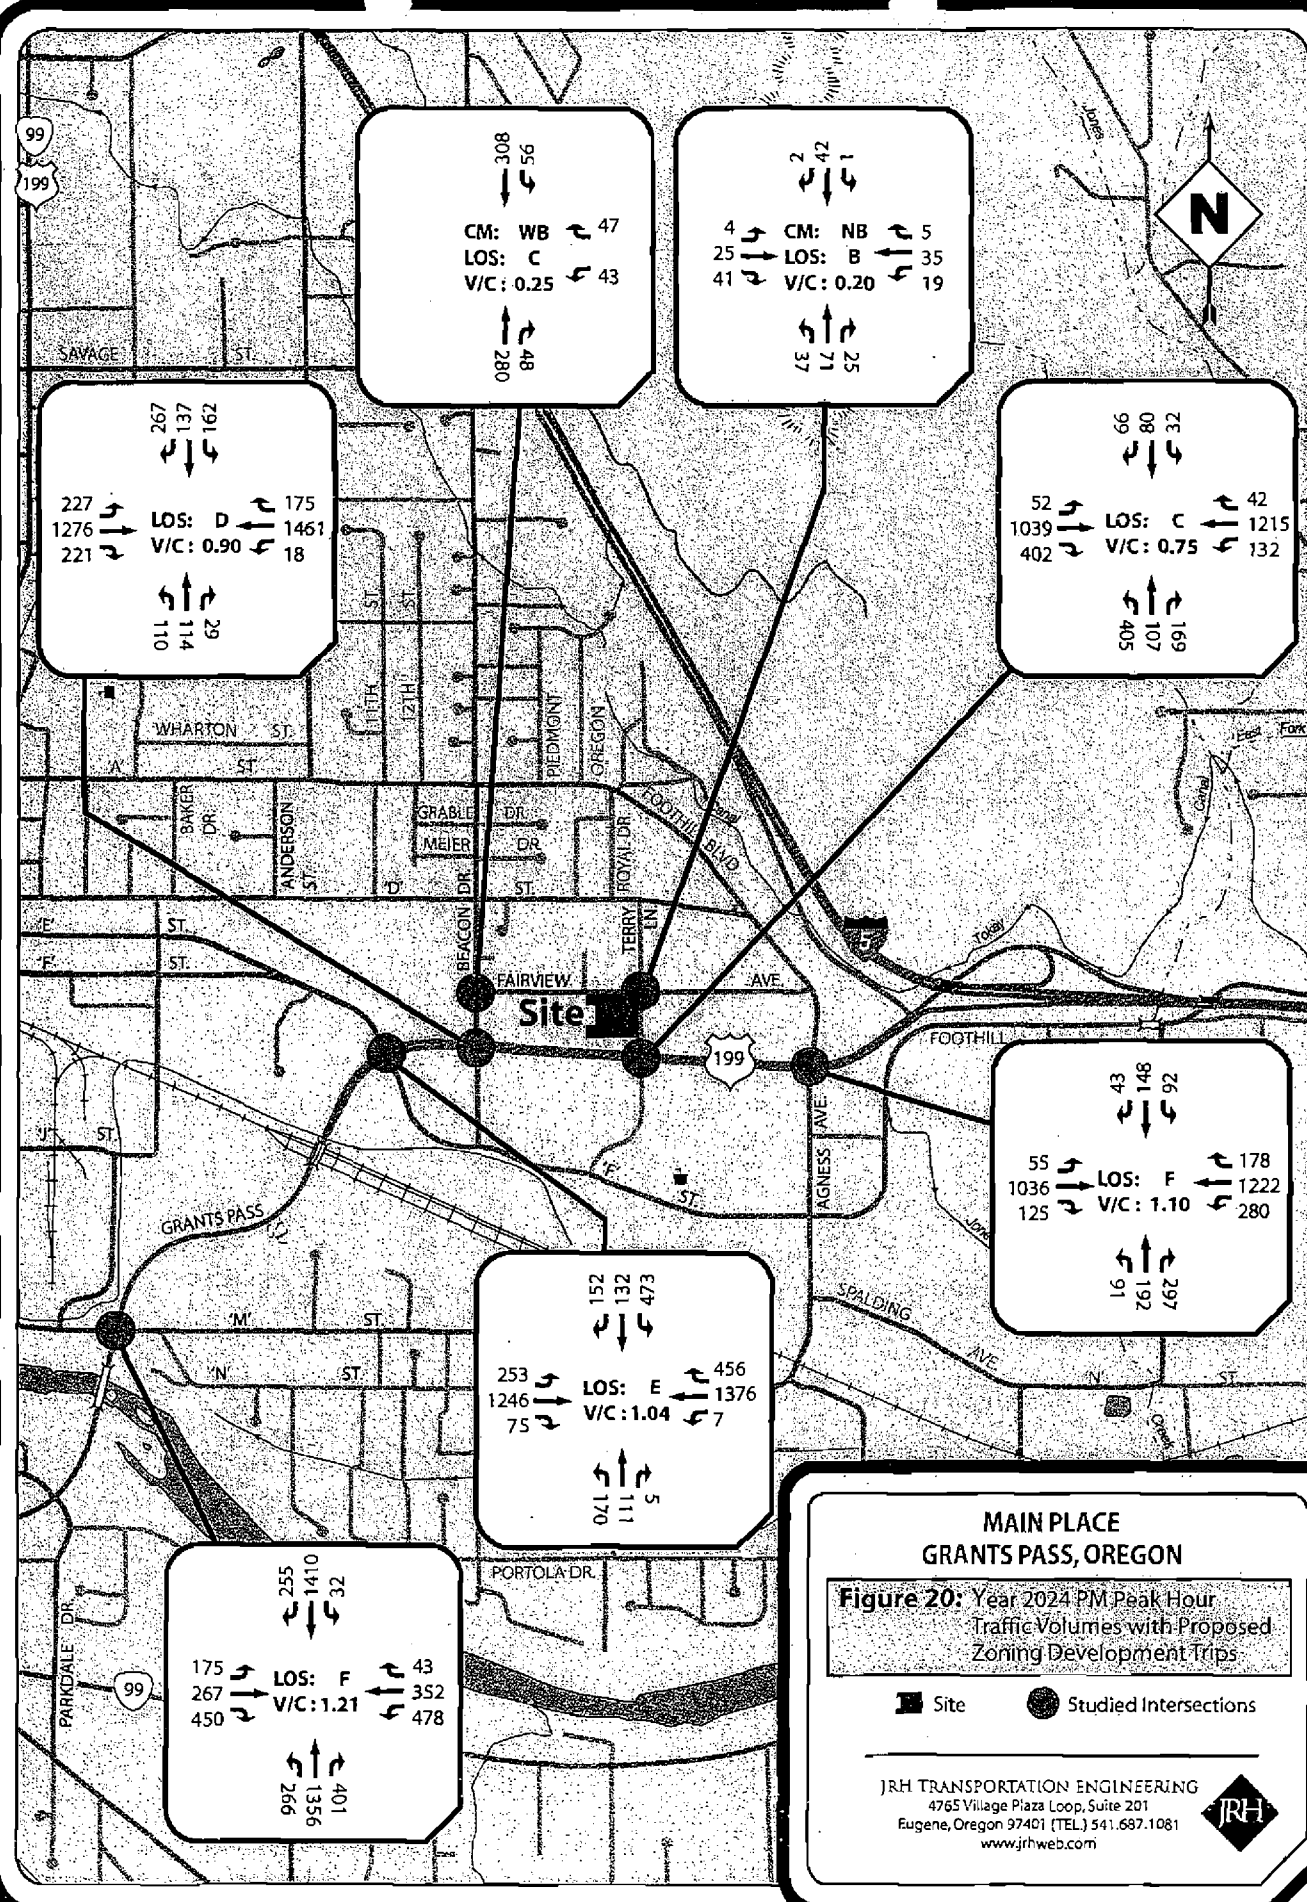 99
199
308 56
CM: WB 47
LOS: C
V/C: 0.25 43
280 48
2 42 1
4 CM: NB 5
25 LOS: B 35
41 V/C: 0.20 19
37 71 25
Jones
N
SAVAGE ST.
267 137 162
227 175
1276 LOS: D 1461
221 V/C: 0.90 18
110 114 29
99 80 32
52 42
1039 LOS: C 1215
402 V/C: 0.75 132
405 107 169
11TH ST.
12TH ST.
PIEDMONT
OREGON
WHARTON ST.
'A' ST.
East Fork
Canal
BAKER DR.
ANDERSON ST.
GRABLE DR.
MEIER DR.
ROYAL DR.
FOOTHILL BLVD
Canal
'D' ST.
BEACON DR
TERRY LN.
'E' ST.
'F' ST.
5
Tokay
FAIRVIEW AVE.
Site
199
FOOTHILL
'J' ST.
AGNESS AVE.
'F' ST.
GRANTS PASS
43 148 92
55 178
1036 LOS: F 1222
125 V/C: 1.10 280
91 192 297
SPALDING AVE.
'M' ST.
'N' ST.
'N' ST.
Creek
152 132 473
253 456
1246 LOS: E 1376
75 V/C: 1.04 7
170 111 5
PORTOLA DR.
PARKDALE DR.
99
255 1410 32
175 43
267 LOS: F 352
450 V/C: 1.21 478
266 1356 401
MAIN PLACE
GRANTS PASS, OREGON
Figure 20: Year 2024 PM Peak Hour
Traffic Volumes with Proposed
Zoning Development Trips
Site Studied Intersections
JRH TRANSPORTATION ENGINEERING
4765 Village Plaza Loop, Suite 201
Eugene, Oregon 97401 (TEL.) 541.687.1081
www.jrhweb.com
JRH